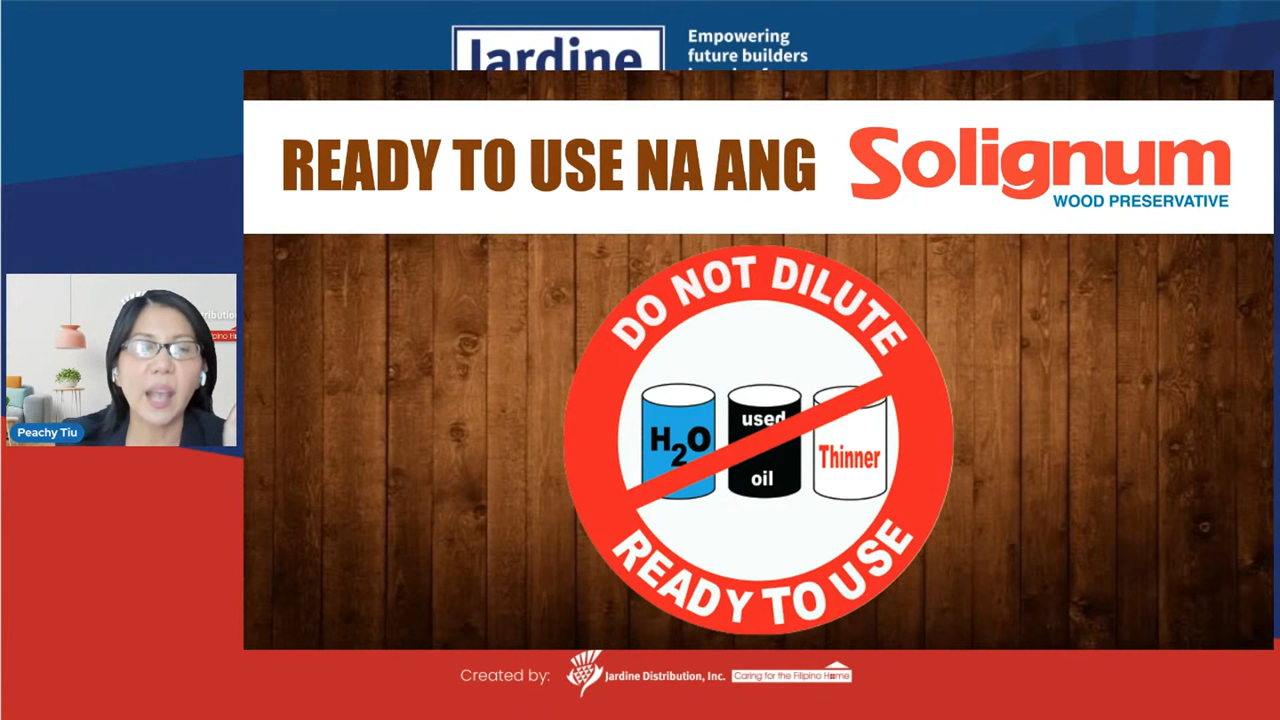 Jardine
Empowering
future builders
READY TO USE NA ANG
Solignum
WOOD PRESERVATIVE
DO NOT DILUTE
H2O
used
oil
Thinner
READY TO USE
Peachy Tiu
Created by:
Jardine Distribution, Inc.
Caring for the Filipino Home